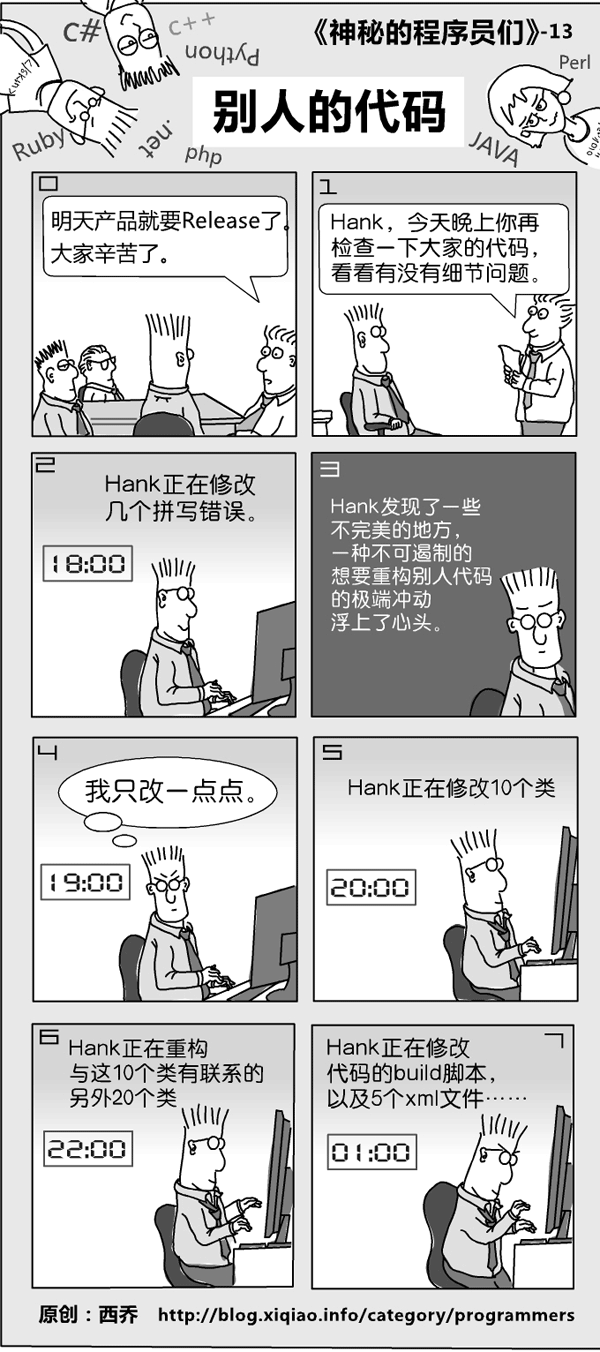 C#
C++
Python
《神秘的程序员们》-13
Perl
别人的代码
Ruby
.net
php
JAVA
0
明天产品就要Release了。
大家辛苦了。
1
Hank，今天晚上你再
检查一下大家的代码，
看看有没有细节问题。
2
Hank正在修改
几个拼写错误。
18:00
3
Hank发现了一些
不完美的地方，
一种不可遏制的
想要重构别人代码
的极端冲动
浮上了心头。
4
我只改一点点。
19:00
5
Hank正在修改10个类
20:00
6
Hank正在重构
与这10个类有联系的
另外20个类
22:00
7
Hank正在修改
代码的build脚本，
以及5个xml文件……
01:00
原创：西乔 http://blog.xiqiao.info/category/programmers